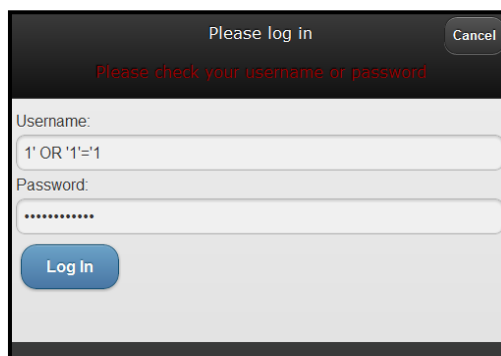 Please log in
Cancel
Please check your username or password
Username:
1' OR '1'='1
Password:
••••••••••••
Log In